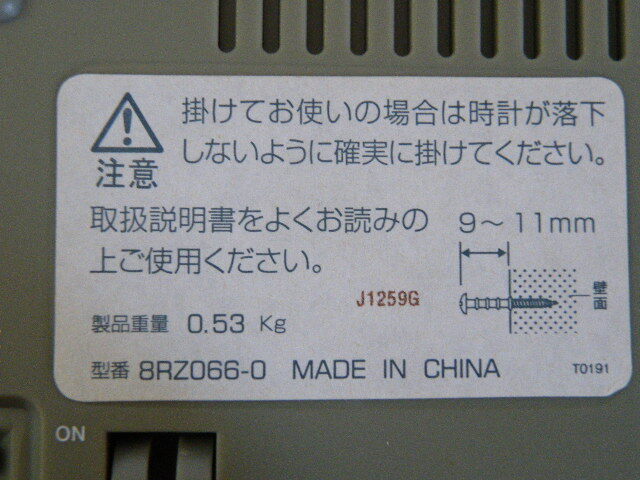 掛けてお使いの場合は時計が落下
しないように確実に掛けてください。
注意
取扱説明書をよくお読みの
上ご使用ください。
9～11mm
壁面
J1259G
製品重量 0.53 Kg
型番 8RZ066-0 MADE IN CHINA
T0191
ON